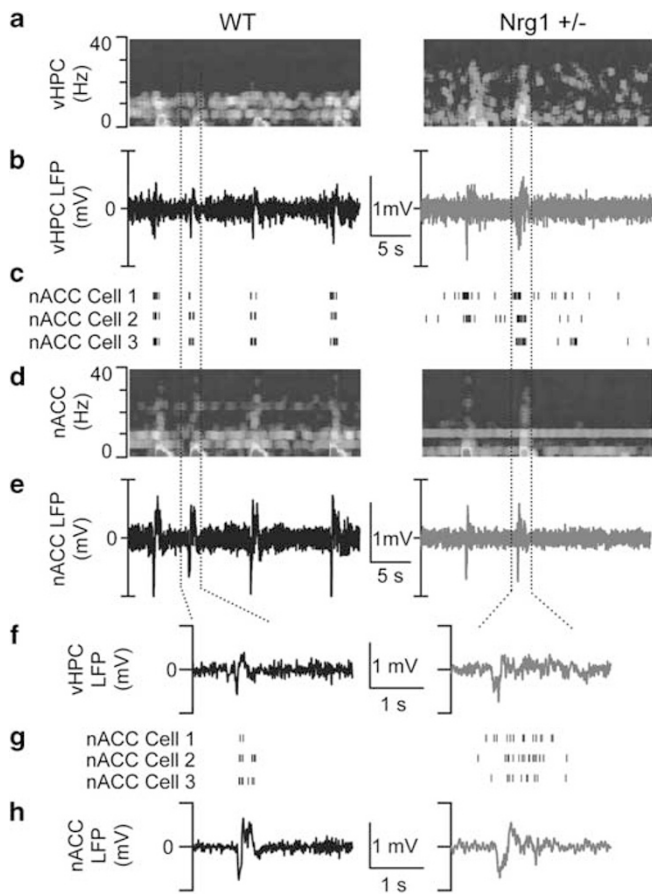 a WT Nrg1 +/-
vHPC
(Hz)
40
0
b
vHPC LFP
(mV)
0
1mV
5 s
c
nACC Cell 1
nACC Cell 2
nACC Cell 3
d
nACC
(Hz)
40
0
e
nACC LFP
(mV)
0
1mV
5 s
f
vHPC
LFP
(mV)
0
1 mV
1 s
g
nACC Cell 1
nACC Cell 2
nACC Cell 3
h
nACC
LFP
(mV)
0
1 mV
1 s